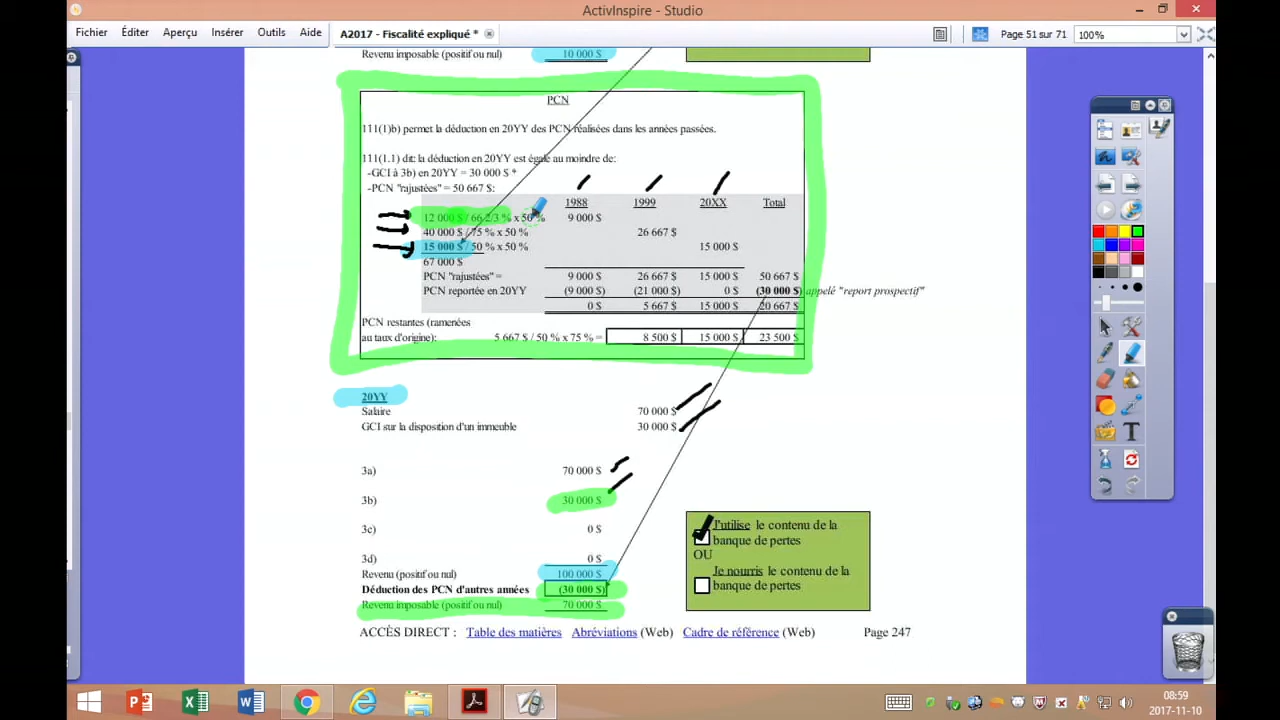 ActivInspire - Studio
Fichier Éditer Aperçu Insérer Outils Aide A2017 - Fiscalité expliqué * Page 51 sur 71 100%
Revenu imposable (positif ou nul) 10 000 $
PCN
111(1)b) permet la déduction en 20YY des PCN réalisées dans les années passées.
111(1.1) dit: la déduction en 20YY est égale au moindre de:
-GCI à 3b) en 20YY = 30 000 $ *
-PCN "rajustées" = 50 667 $:
1988 1999 20XX Total
12 000 $ / 66 2/3 % x 50 % 9 000 $
40 000 $ / 75 % x 50 % 26 667 $
15 000 $ / 50 % x 50 % 15 000 $
67 000 $
PCN "rajustées" = 9 000 $ 26 667 $ 15 000 $ 50 667 $
PCN reportée en 20YY (9 000 $) (21 000 $) 0 $ (30 000 $) appelé "report prospectif"
0 $ 5 667 $ 15 000 $ 20 667 $
PCN restantes (ramenées
au taux d'origine): 5 667 $ / 50 % x 75 % = 8 500 $ 15 000 $ 23 500 $
20YY
Salaire 70 000 $
GCI sur la disposition d'un immeuble 30 000 $
3a) 70 000 $
3b) 30 000 $
3c) 0 $
3d) 0 $
Revenu (positif ou nul) 100 000 $
Déduction des PCN d'autres années (30 000 $)
Revenu imposable (positif ou nul) 70 000 $
J'utilise le contenu de la
banque de pertes
OU
Je nourris le contenu de la
banque de pertes
ACCÈS DIRECT : Table des matières Abréviations (Web) Cadre de référence (Web) Page 247
08:59
2017-11-10